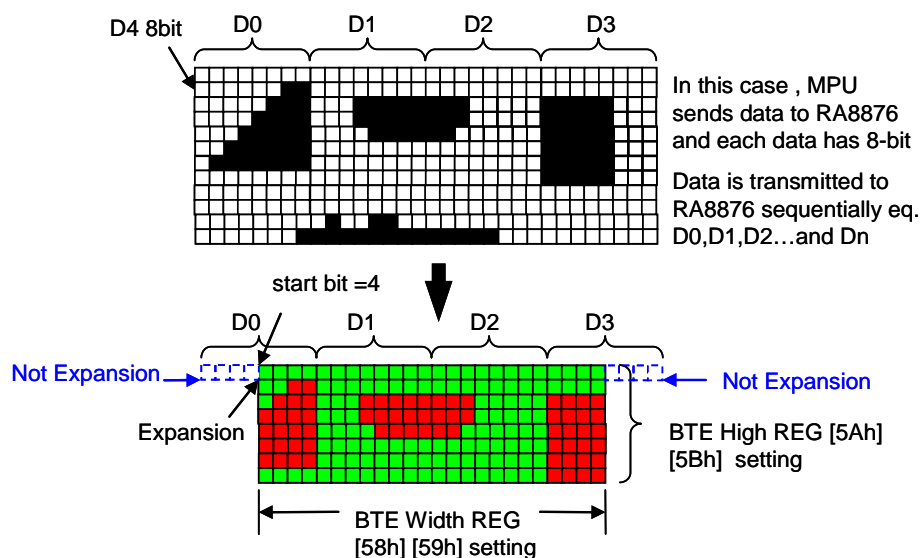 D4 8bit
D0 D1 D2 D3
In this case , MPU
sends data to RA8876
and each data has 8-bit
Data is transmitted to
RA8876 sequentially eq.
D0,D1,D2...and Dn
start bit =4
D0 D1 D2 D3
Not Expansion
Not Expansion
Expansion
BTE High REG [5Ah]
[5Bh] setting
BTE Width REG
[58h] [59h] setting